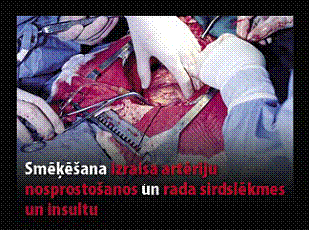 Smēķēšana izraisa artēriju
nosprostošanos un rada sirdslēkmes
un insultu